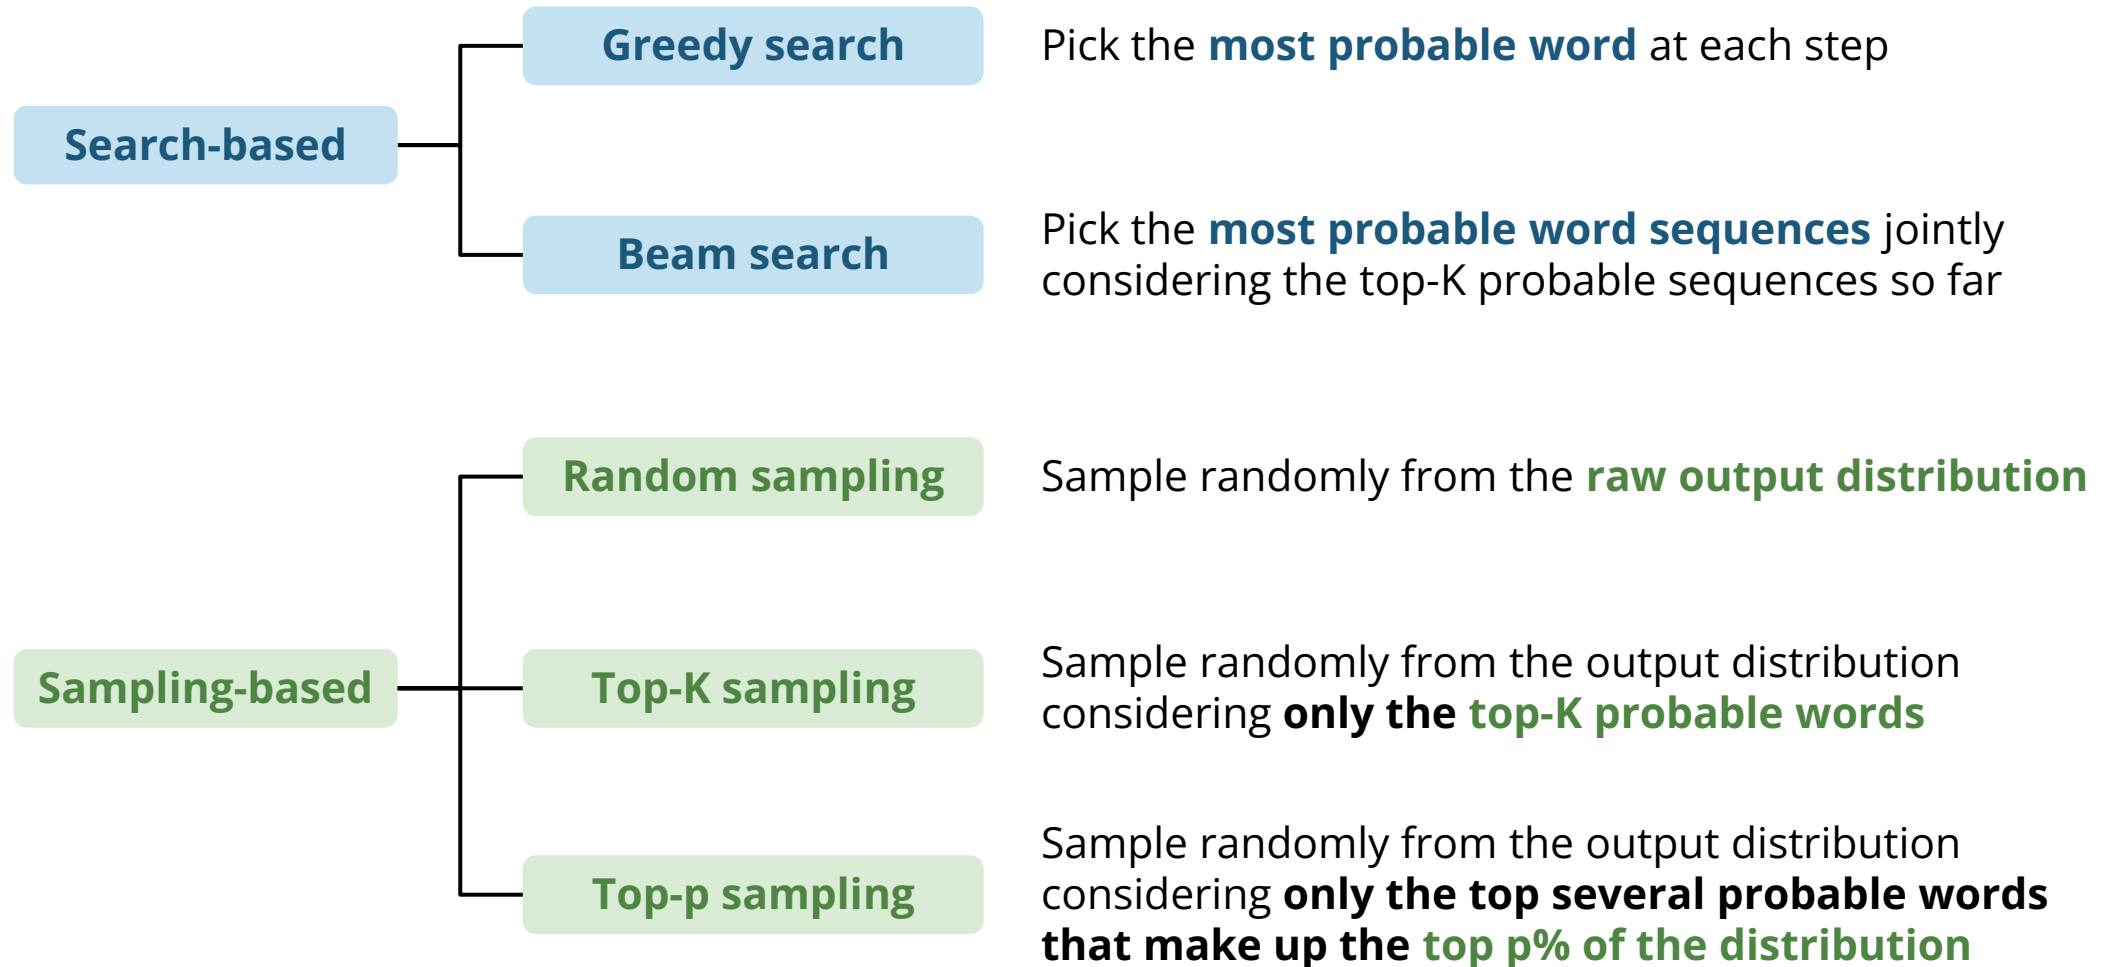 Search-based
Greedy search
Pick the most probable word at each step
Beam search
Pick the most probable word sequences jointly
considering the top-K probable sequences so far
Sampling-based
Random sampling
Sample randomly from the raw output distribution
Top-K sampling
Sample randomly from the output distribution
considering only the top-K probable words
Top-p sampling
Sample randomly from the output distribution
considering only the top several probable words
that make up the top p% of the distribution